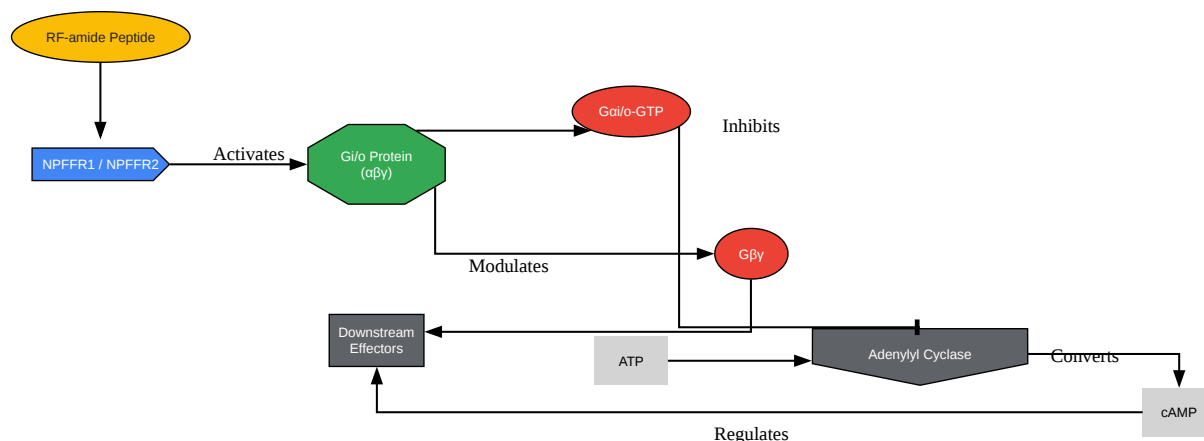 RF-amide Peptide
Gαi/o-GTP
Inhibits
NPFFR1 / NPFFR2
Activates
Gi/o Protein
(αβγ)
Gβγ
Modulates
Downstream
Effectors
ATP
Adenylyl Cyclase
Converts
cAMP
Regulates